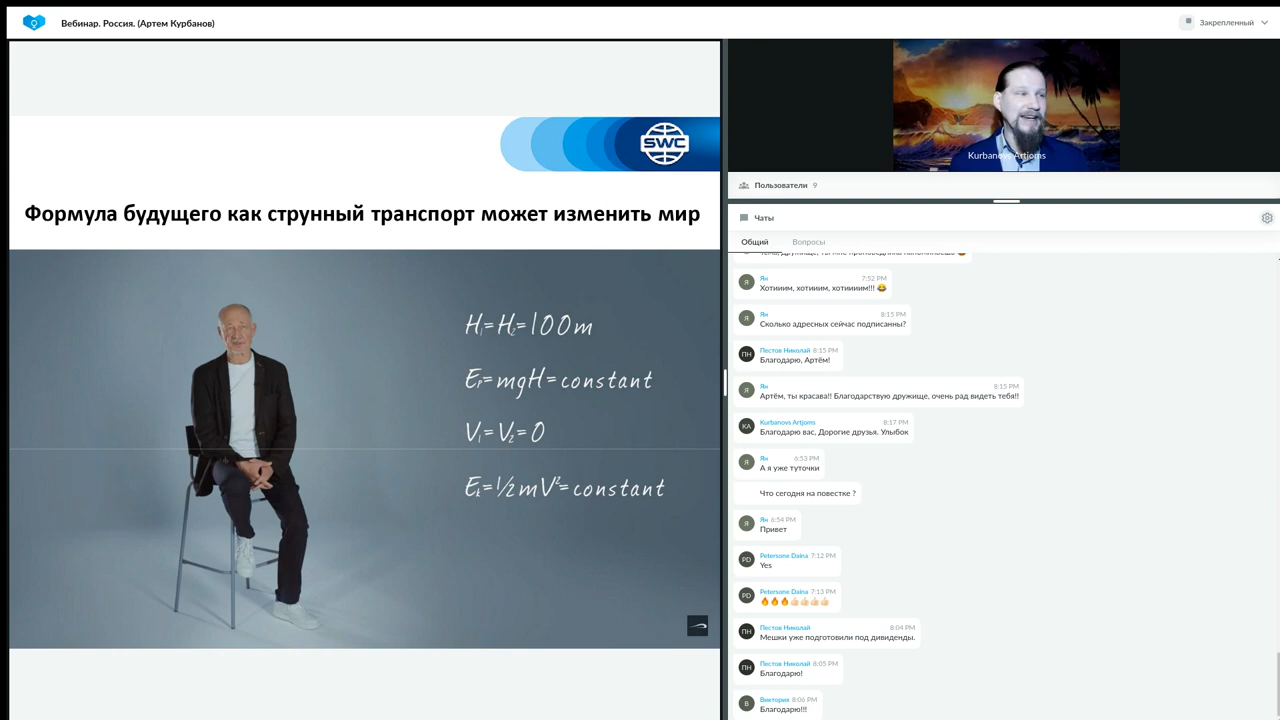 Вебинар. Россия. (Артем Курбанов)
Закрепленный
SWC
Формула будущего как струнный транспорт может изменить мир
H=H₂=100m
Eₚ=mgH=constant
V₁=V₂=0
Eₖ=½mV²=constant
Kurbanovs Artjoms
Пользователи 9
Чаты
Общий Вопросы
Ян 7:52 PM
Хотииим, хотииим, хотиииим!!! 😂
Ян 8:15 PM
Сколько адресных сейчас подписанны?
ПН Пестов Николай 8:15 PM
Благодарю, Артём!
Я Ян 8:15 PM
Артём, ты красава!! Благодарствую дружище, очень рад видеть тебя!!
KA Kurbanovs Artjoms 8:17 PM
Благодарю вас, Дорогие друзья. Улыбок
Я Ян 6:53 PM
А я уже туточки
Что сегодня на повестке ?
Я Ян 6:54 PM
Привет
PD Petersone Daina 7:12 PM
Yes
PD Petersone Daina 7:13 PM
🔥🔥🔥👍🏻👍🏻👍🏻👍🏻
ПН Пестов Николай 8:04 PM
Мешки уже подготовили под дивиденды.
ПН Пестов Николай 8:05 PM
Благодарю!
В Виктория 8:06 PM
Благодарю!!!